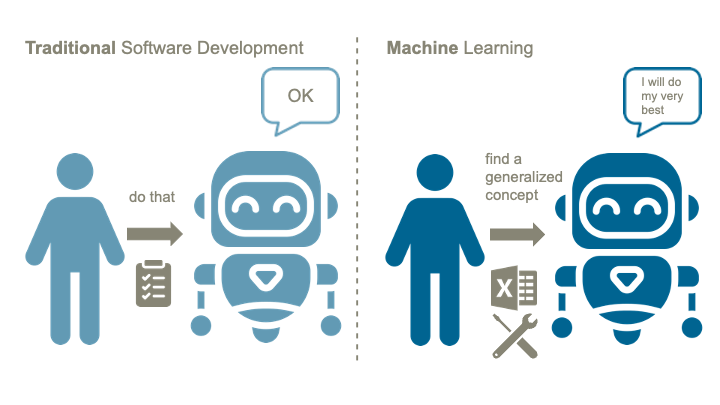 Traditional Software Development
OK
do that
Machine Learning
I will do
my very
best
find a
generalized
concept
X